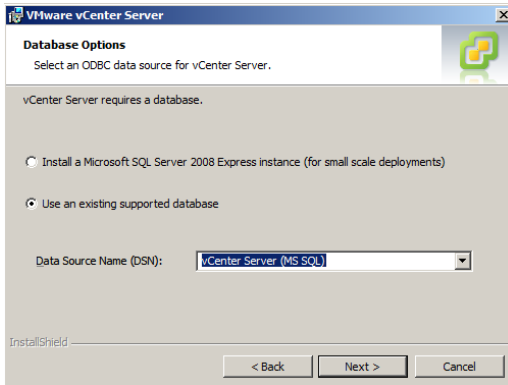 VMware vCenter Server
Database Options
Select an ODBC data source for vCenter Server.
vCenter Server requires a database.
Install a Microsoft SQL Server 2008 Express instance (for small scale deployments)
Use an existing supported database
Data Source Name (DSN): vCenter Server (MS SQL)
InstallShield
< Back Next > Cancel